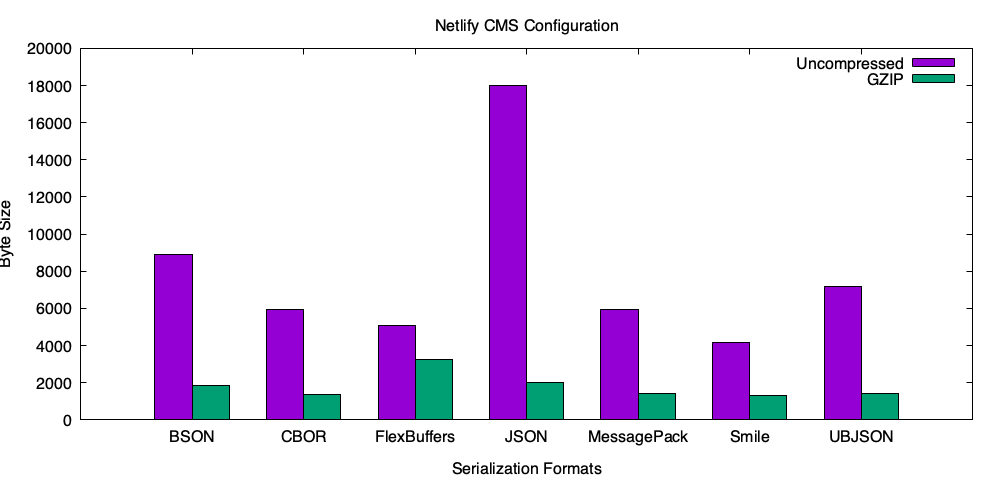 Netlify CMS Configuration
Uncompressed
GZIP
20000
18000
16000
14000
12000
10000
8000
6000
4000
2000
0
Byte Size
BSON CBOR FlexBuffers JSON MessagePack Smile UBJSON
Serialization Formats